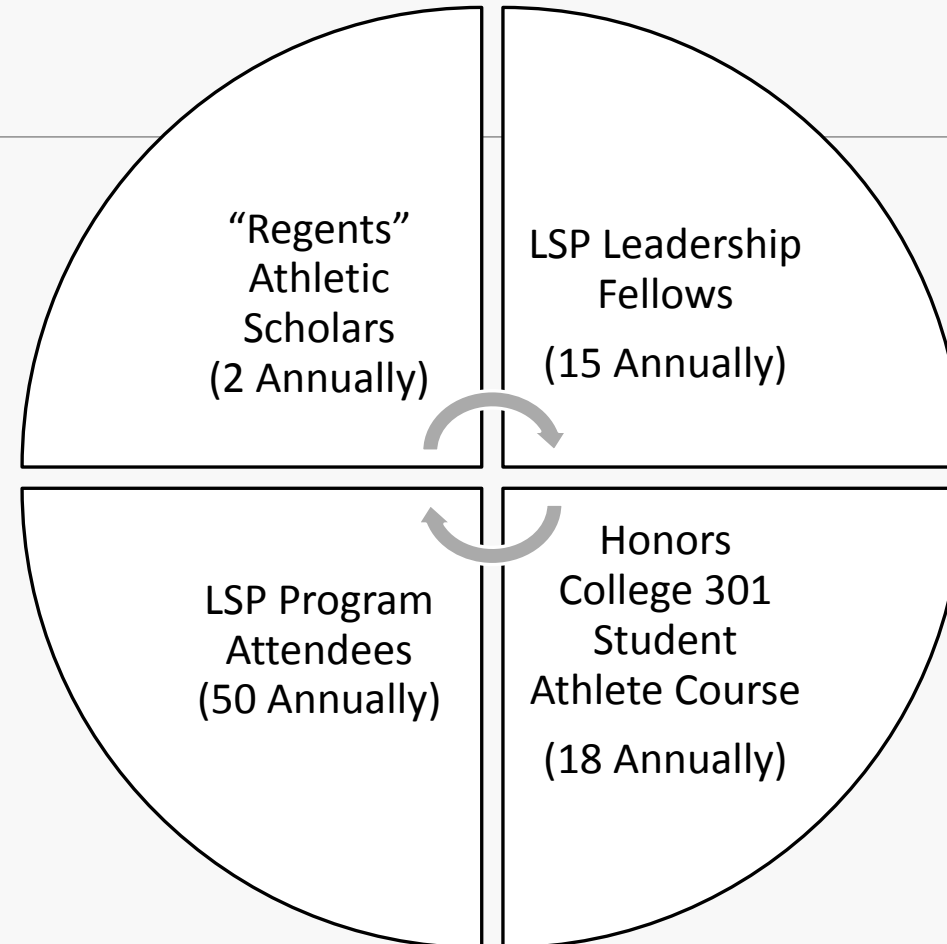 “Regents”
Athletic
Scholars
(2 Annually)
LSP Leadership
Fellows
(15 Annually)
LSP Program
Attendees
(50 Annually)
Honors
College 301
Student
Athlete Course
(18 Annually)